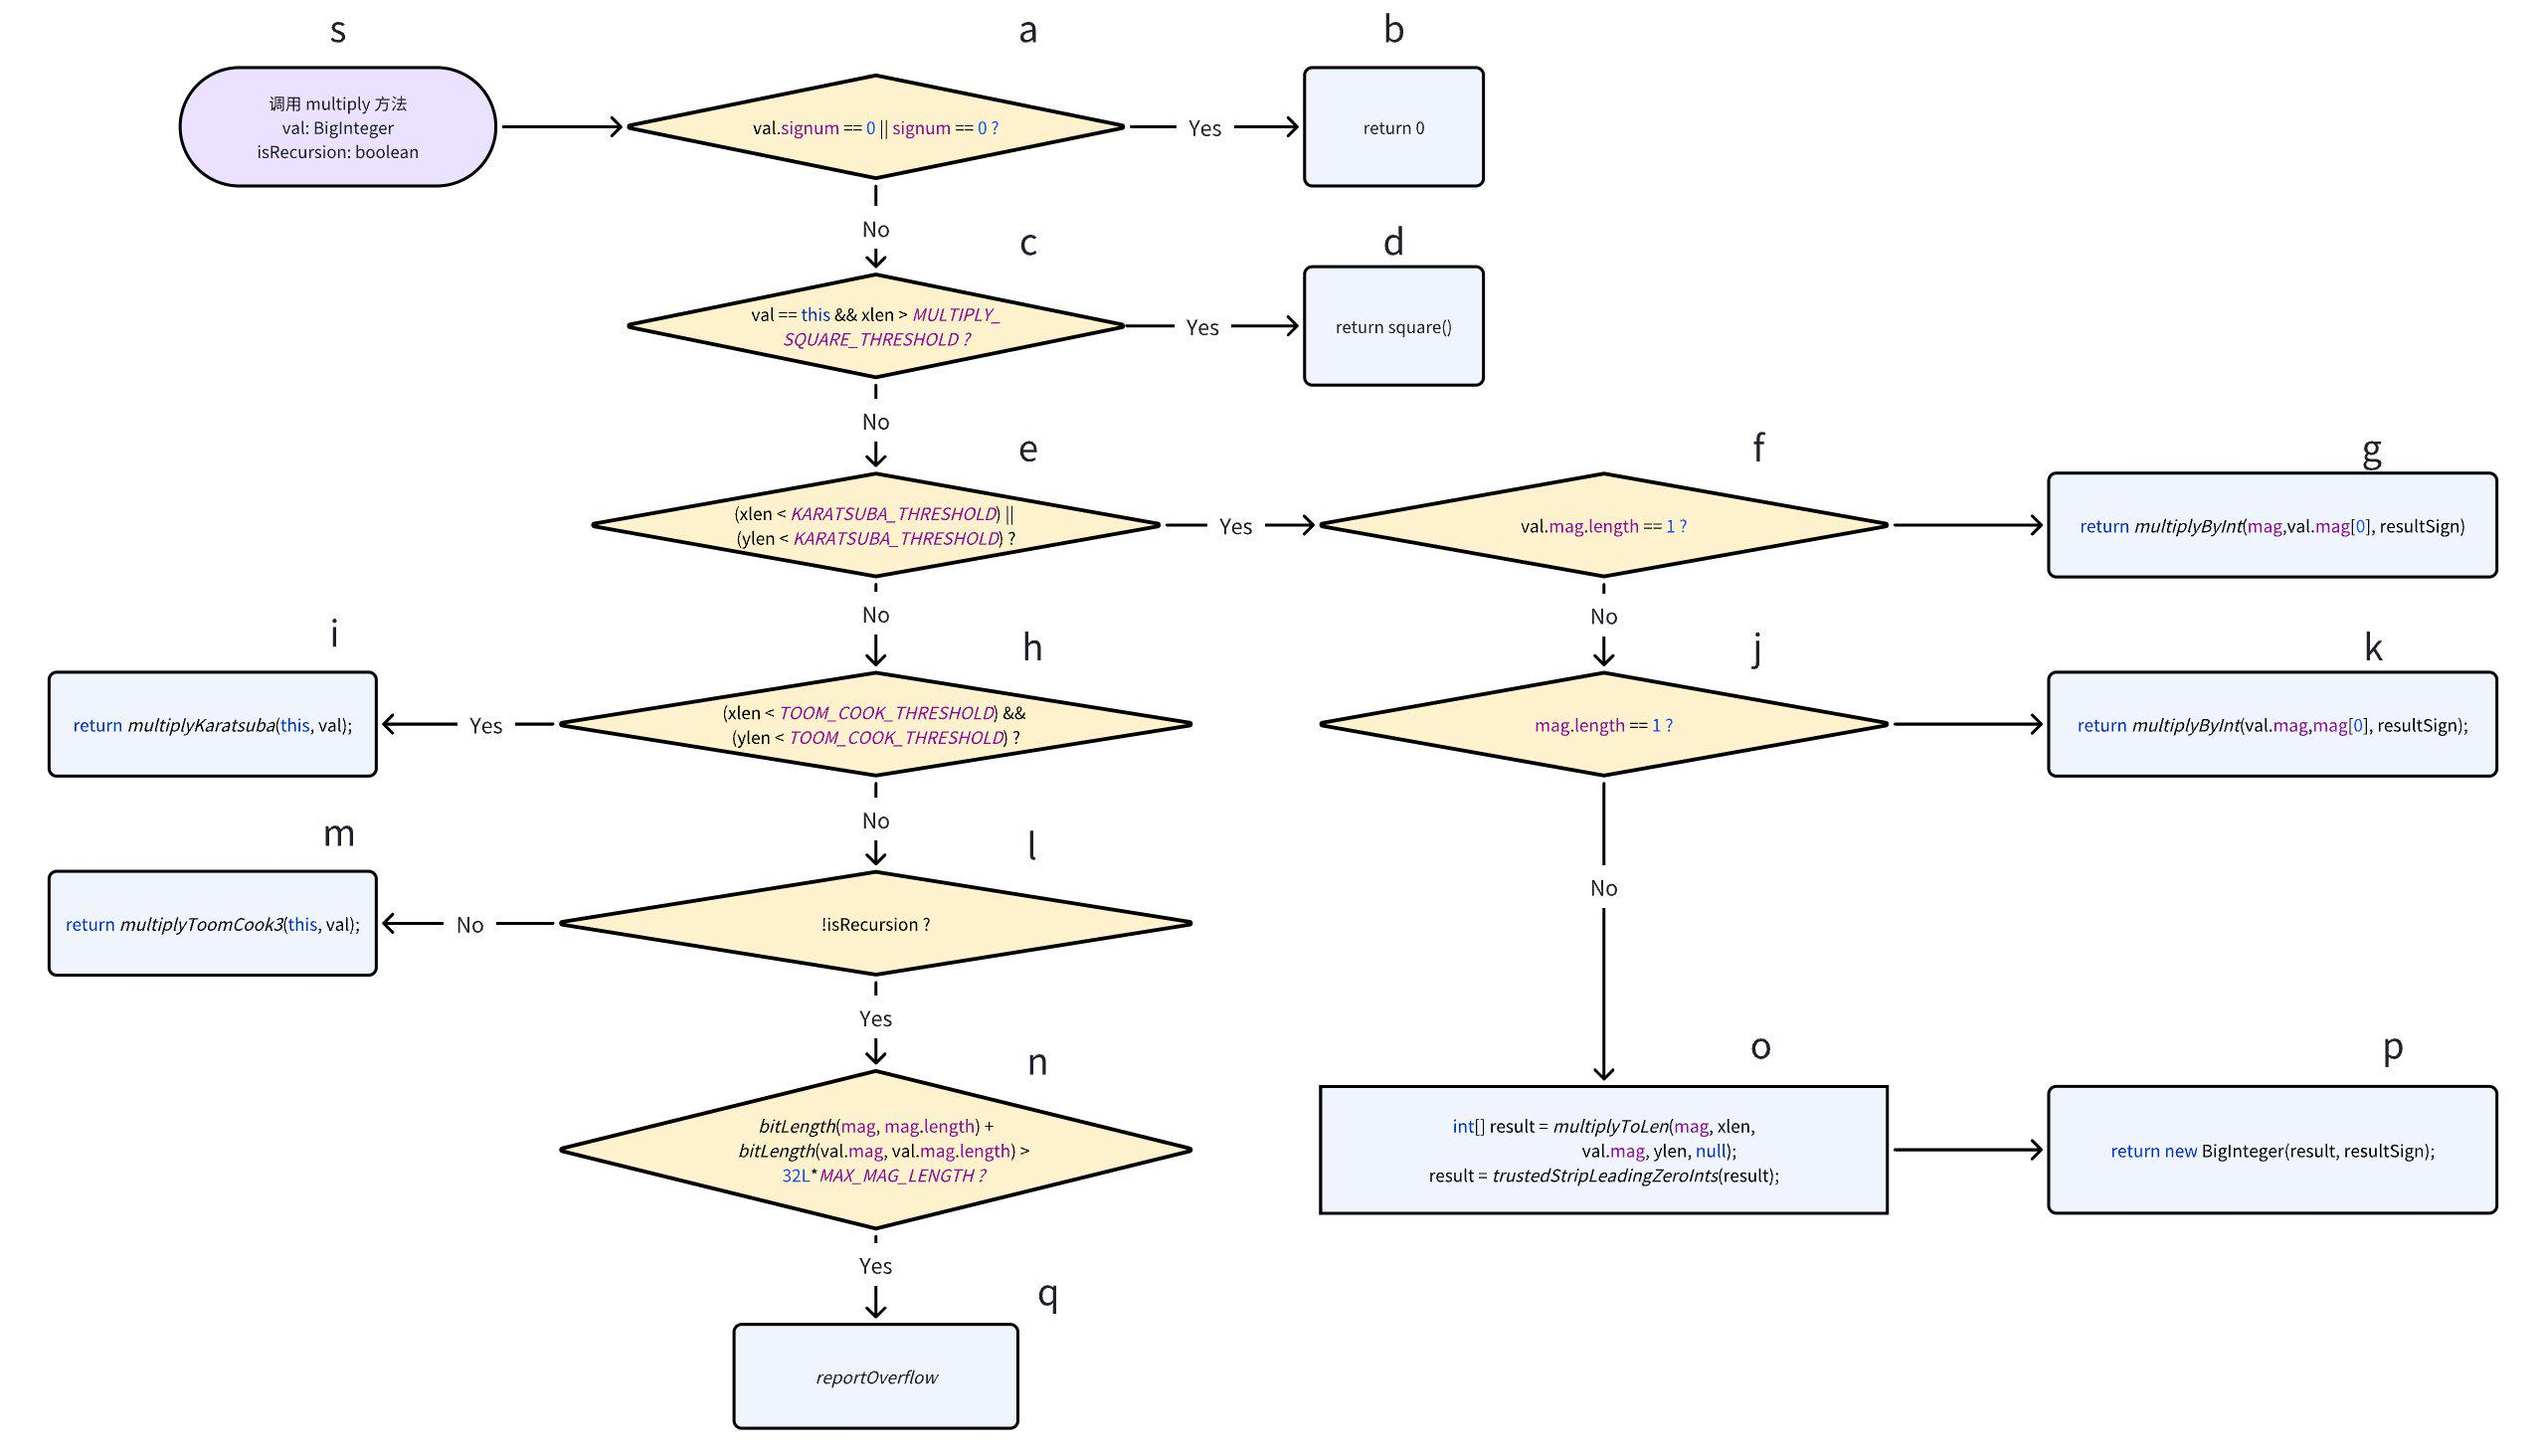 s
a
b
调用 multiply 方法
val: BigInteger
isRecursion: boolean
val.signum == 0 || signum == 0 ?
Yes
return 0
No
c
d
val == this && xlen > MULTIPLY_
SQUARE_THRESHOLD ?
Yes
return square()
No
e
f
g
(xlen < KARATSUBA_THRESHOLD) ||
(ylen < KARATSUBA_THRESHOLD) ?
Yes
val.mag.length == 1 ?
return multiplyByInt(mag,val.mag[0], resultSign)
No
No
i
h
j
k
return multiplyKaratsuba(this, val);
Yes
(xlen < TOOM_COOK_THRESHOLD) &&
(ylen < TOOM_COOK_THRESHOLD) ?
mag.length == 1 ?
return multiplyByInt(val.mag,mag[0], resultSign);
No
m
l
No
return multiplyToomCook3(this, val);
No
!isRecursion ?
Yes
n
o
p
bitLength(mag, mag.length) +
bitLength(val.mag, val.mag.length) >
32L*MAX_MAG_LENGTH ?
int[] result = multiplyToLen(mag, xlen,
val.mag, ylen, null);
result = trustedStripLeadingZeroInts(result);
return new BigInteger(result, resultSign);
Yes
q
reportOverflow